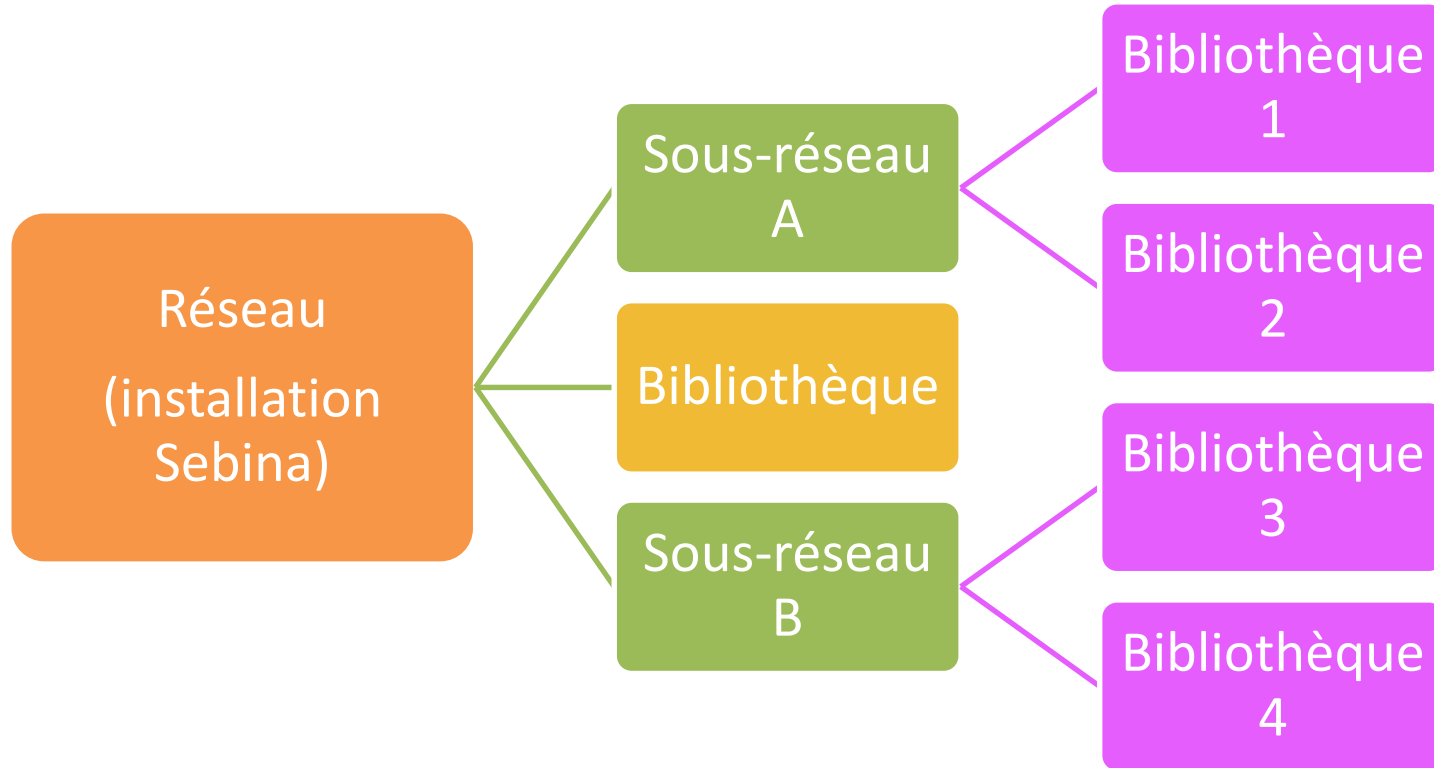 Réseau
(installation
Sebina)
Sous-réseau
A
Bibliothèque
Sous-réseau
B
Bibliothèque
1
Bibliothèque
2
Bibliothèque
3
Bibliothèque
4